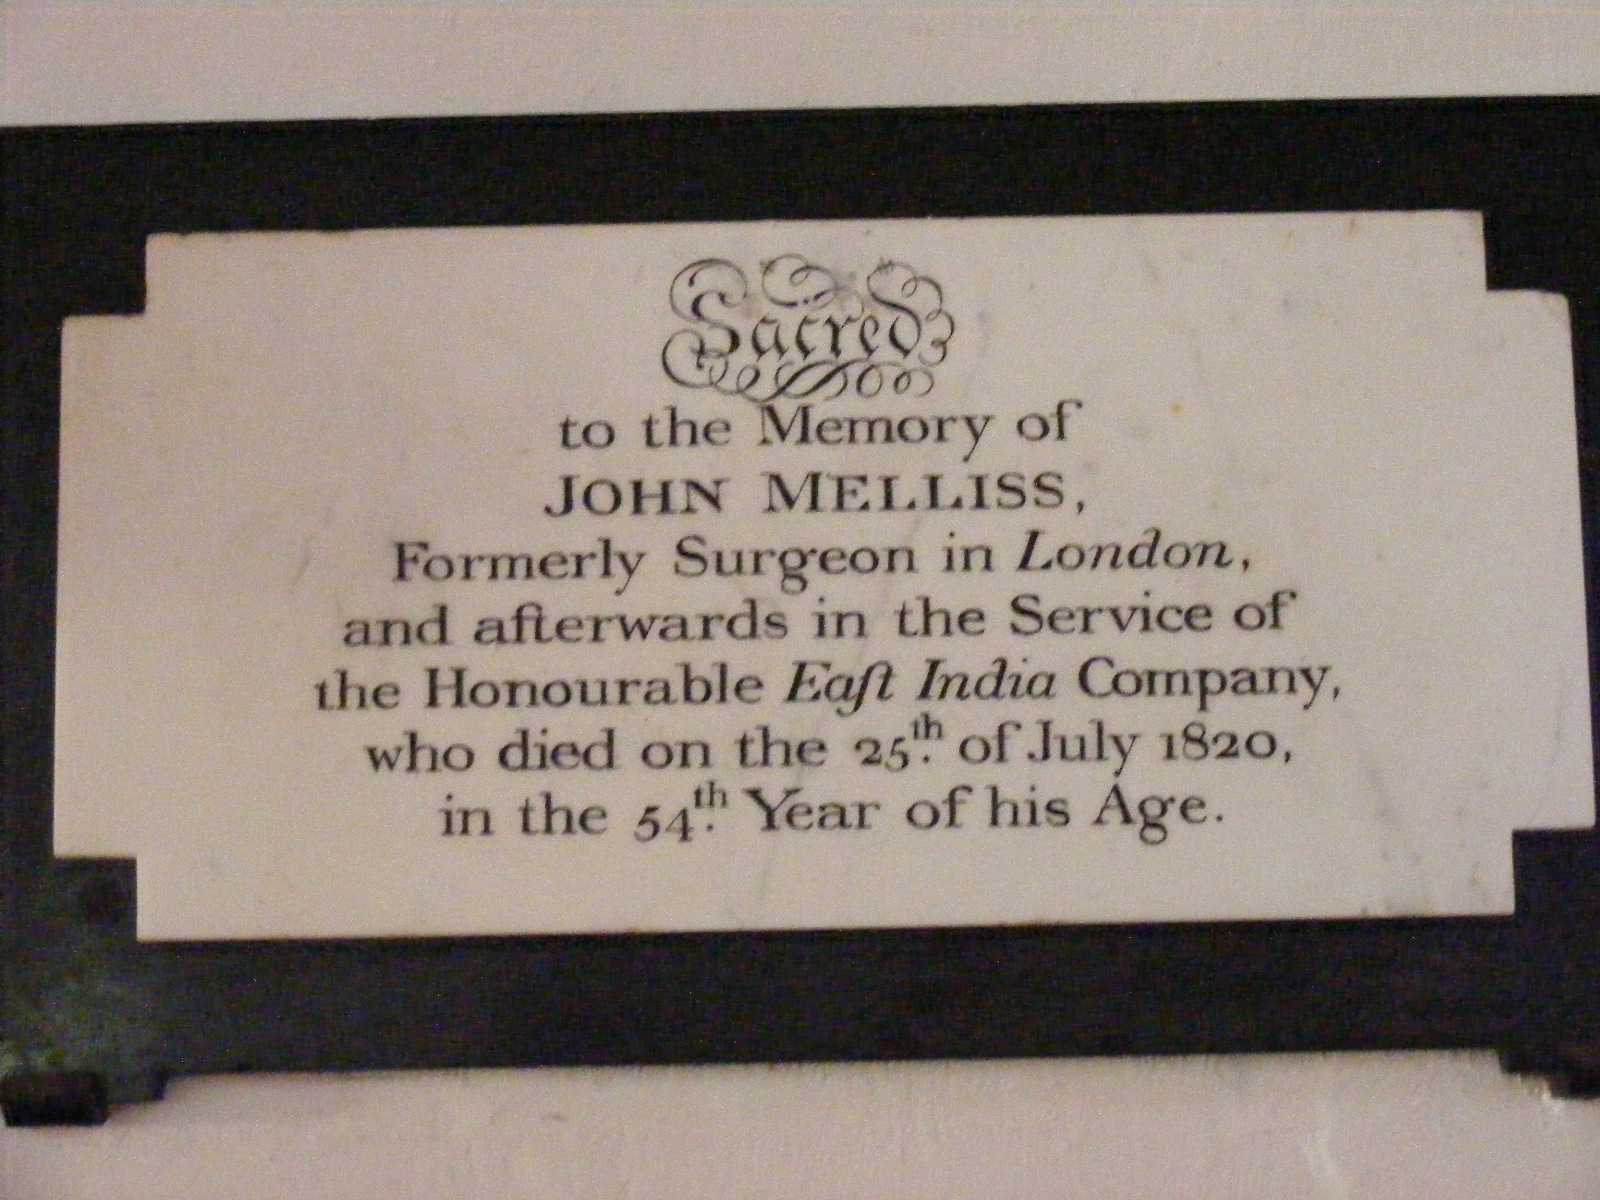 Sacred
to the Memory of
JOHN MELLISS,
Formerly Surgeon in London,
and afterwards in the Service of
the Honourable Eaſt India Company,
who died on the 25th. of July 1820,
in the 54th. Year of his Age.